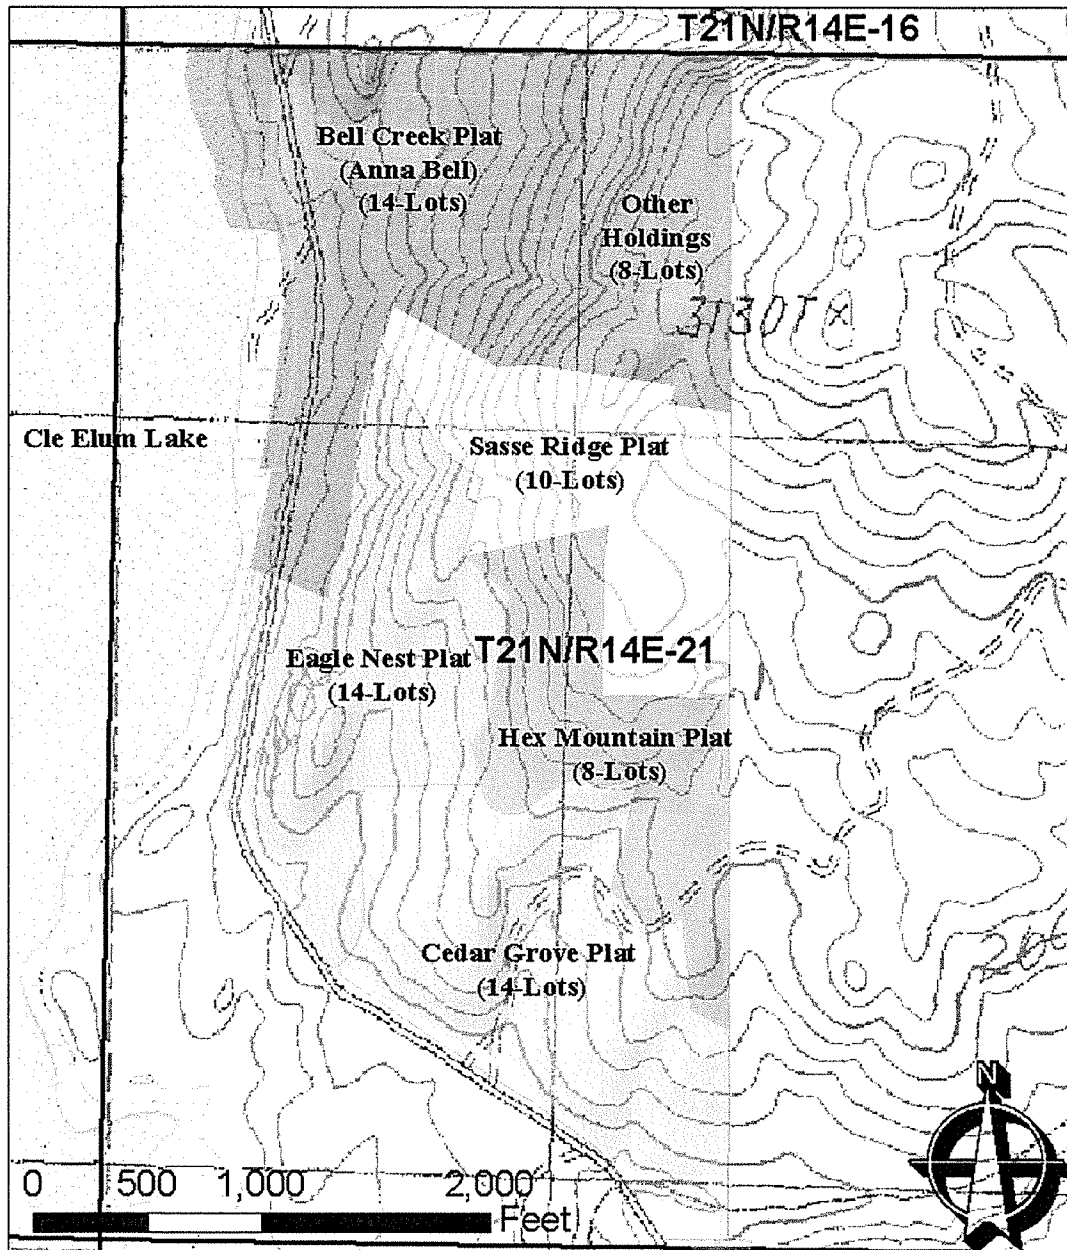 T21N/R14E-16
Bell Creek Plat
(Anna Bell)
(14-Lots)
Other
Holdings
(8-Lots)
3130T×
Cle Elum Lake
Sasse Ridge Plat
(10-Lots)
Eagle Nest Plat
(14-Lots)
T21N/R14E-21
Hex Mountain Plat
(8-Lots)
Cedar Grove Plat
(14-Lots)
N
0 500 1,000 2,000
Feet